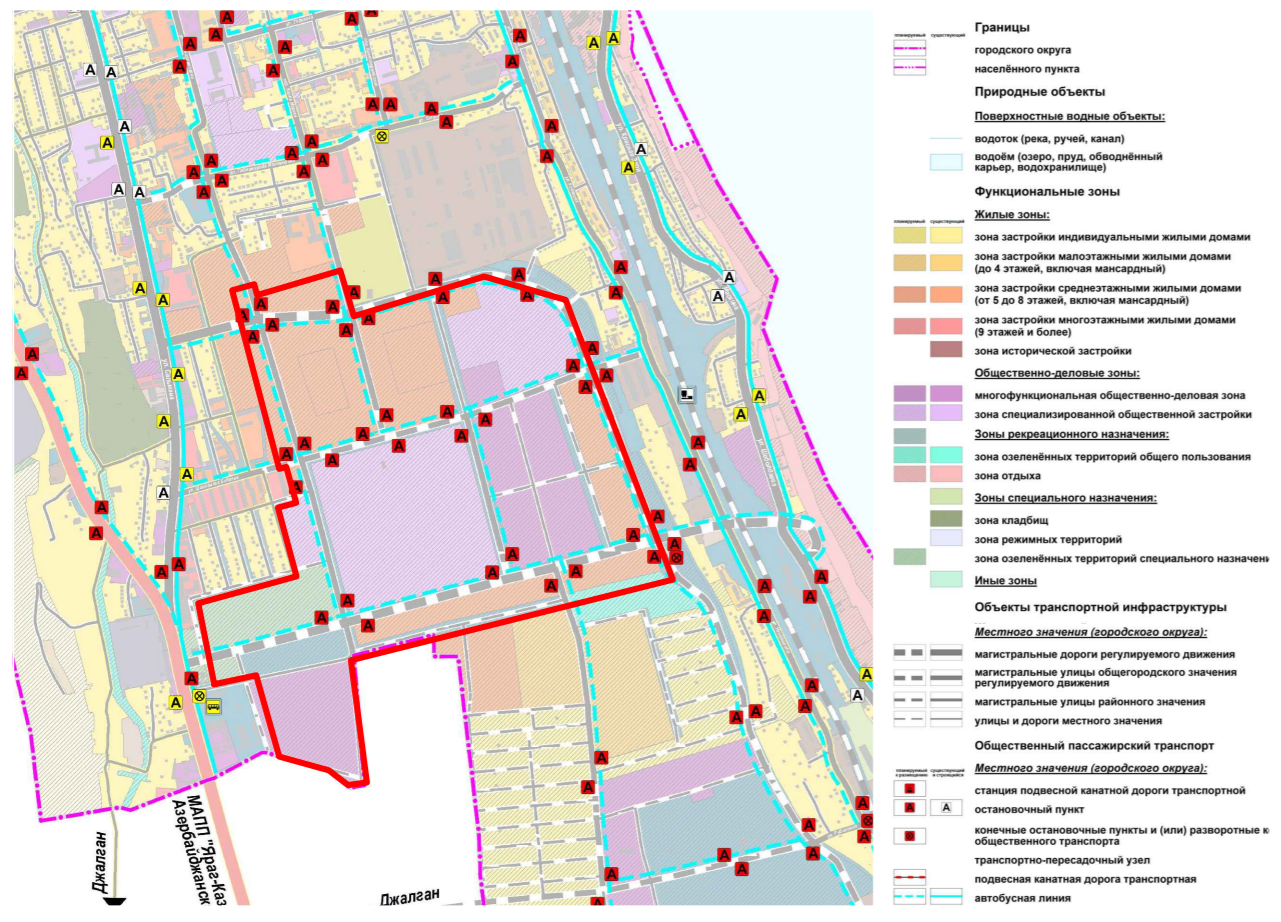 МАПП "Яраг-Каз
Азербайджанск
Джалган
Джалган
Границы
планируемый существующий
городского округа
населённого пункта
Природные объекты
Поверхностные водные объекты:
водоток (река, ручей, канал)
водоём (озеро, пруд, обводнённый
карьер, водохранилище)
Функциональные зоны
планируемый существующий
Жилые зоны:
зона застройки индивидуальными жилыми домами
зона застройки малоэтажными жилыми домами
(до 4 этажей, включая мансардный)
зона застройки среднеэтажными жилыми домами
(от 5 до 8 этажей, включая мансардный)
зона застройки многоэтажными жилыми домами
(9 этажей и более)
зона исторической застройки
Общественно-деловые зоны:
многофункциональная общественно-деловая зона
зона специализированной общественной застройки
Зоны рекреационного назначения:
зона озеленённых территорий общего пользования
зона отдыха
Зоны специального назначения:
зона кладбищ
зона режимных территорий
зона озеленённых территорий специального назначени
Иные зоны
Объекты транспортной инфраструктуры
Местного значения (городского округа):
магистральные дороги регулируемого движения
магистральные улицы общегородского значения
регулируемого движения
магистральные улицы районного значения
улицы и дороги местного значения
Общественный пассажирский транспорт
Местного значения (городского округа):
станция подвесной канатной дороги транспортной
остановочный пункт
конечные остановочные пункты и (или) разворотные к
общественного транспорта
транспортно-пересадочный узел
подвесная канатная дорога транспортная
автобусная линия